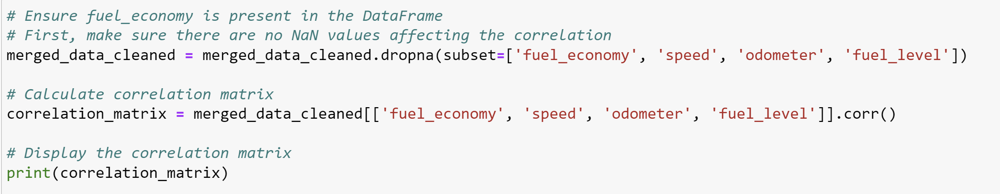 # Ensure fuel_economy is present in the DataFrame
# First, make sure there are no NaN values affecting the correlation
merged_data_cleaned = merged_data_cleaned.dropna(subset=['fuel_economy', 'speed', 'odometer', 'fuel_level'])
# Calculate correlation matrix
correlation_matrix = merged_data_cleaned[['fuel_economy', 'speed', 'odometer', 'fuel_level']].corr()
# Display the correlation matrix
print(correlation_matrix)